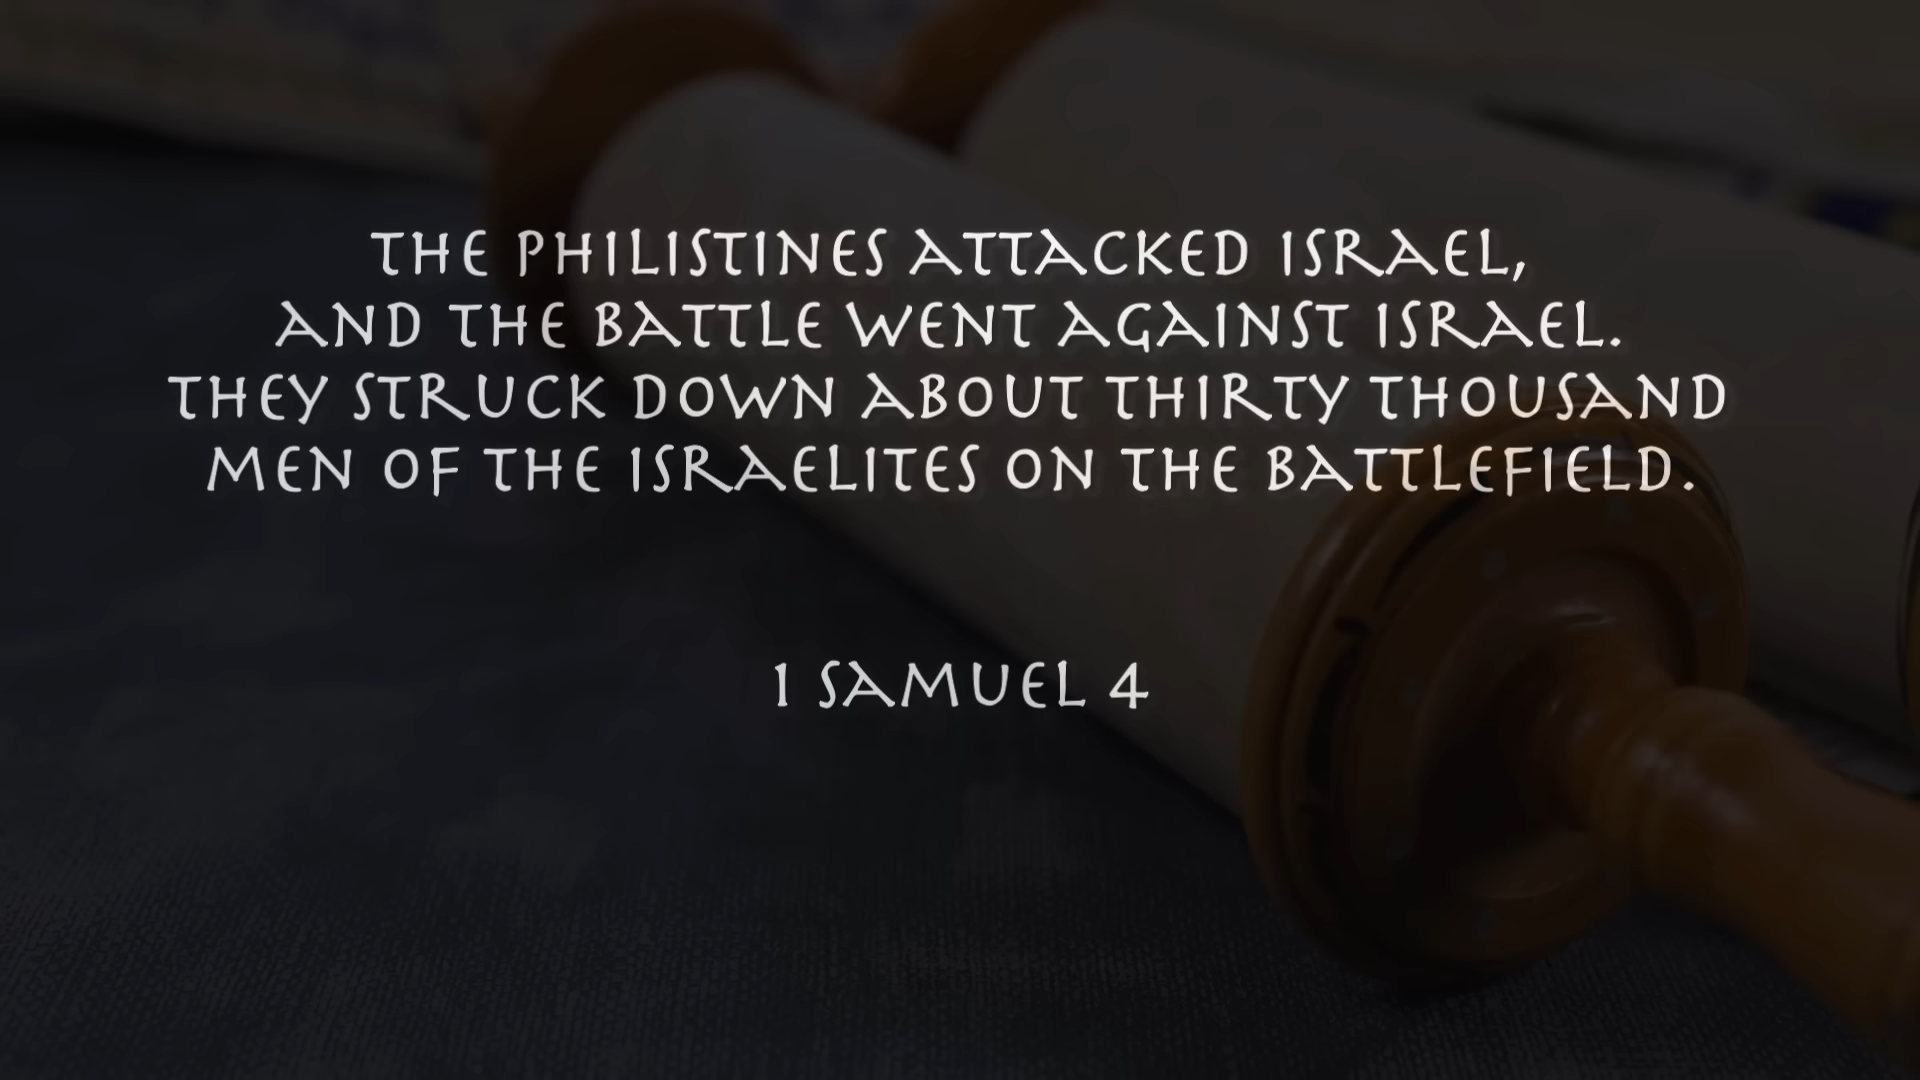 THE PHILISTINES ATTACKED ISRAEL,
AND THE BATTLE WENT AGAINST ISRAEL.
THEY STRUCK DOWN ABOUT THIRTY THOUSAND
MEN OF THE ISRAELITES ON THE BATTLEFIELD.
1 SAMUEL 4